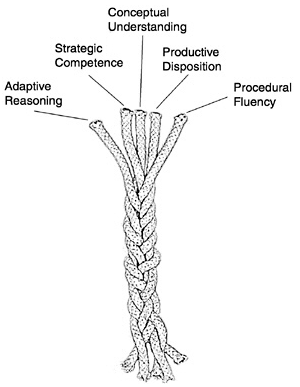 Conceptual
Understanding
Strategic
Competence
Productive
Disposition
Adaptive
Reasoning
Procedural
Fluency